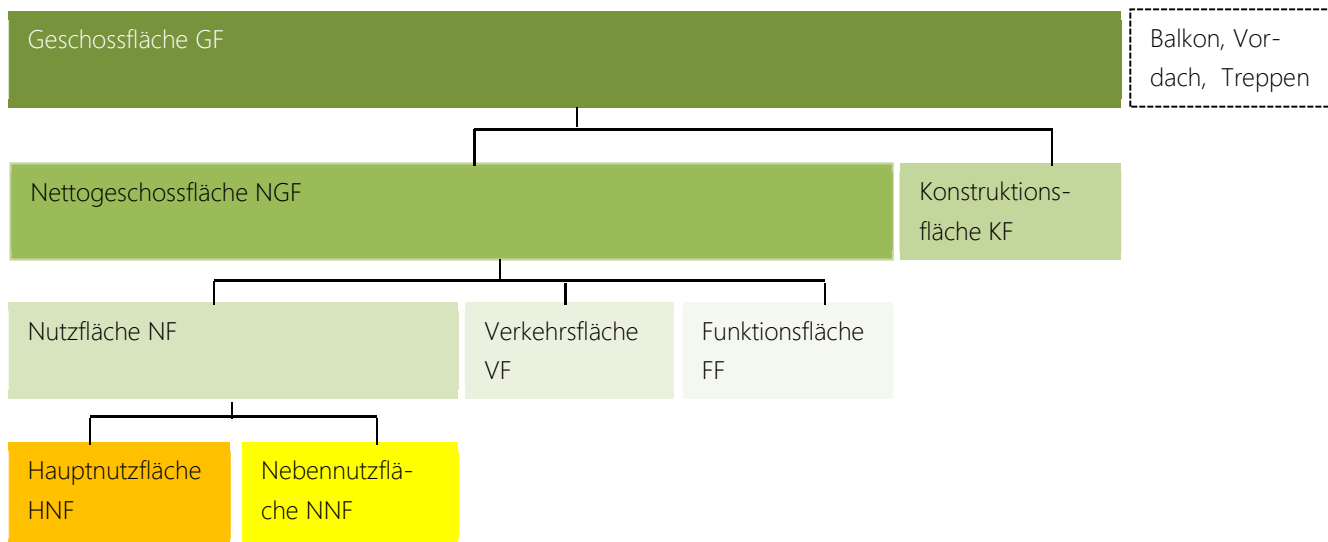 Geschossfläche GF
Balkon, Vor-
dach, Treppen
Nettogeschossfläche NGF
Konstruktions-
fläche KF
Nutzfläche NF
Verkehrsfläche
VF
Funktionsfläche
FF
Hauptnutzfläche
HNF
Nebennutzflä-
che NNF